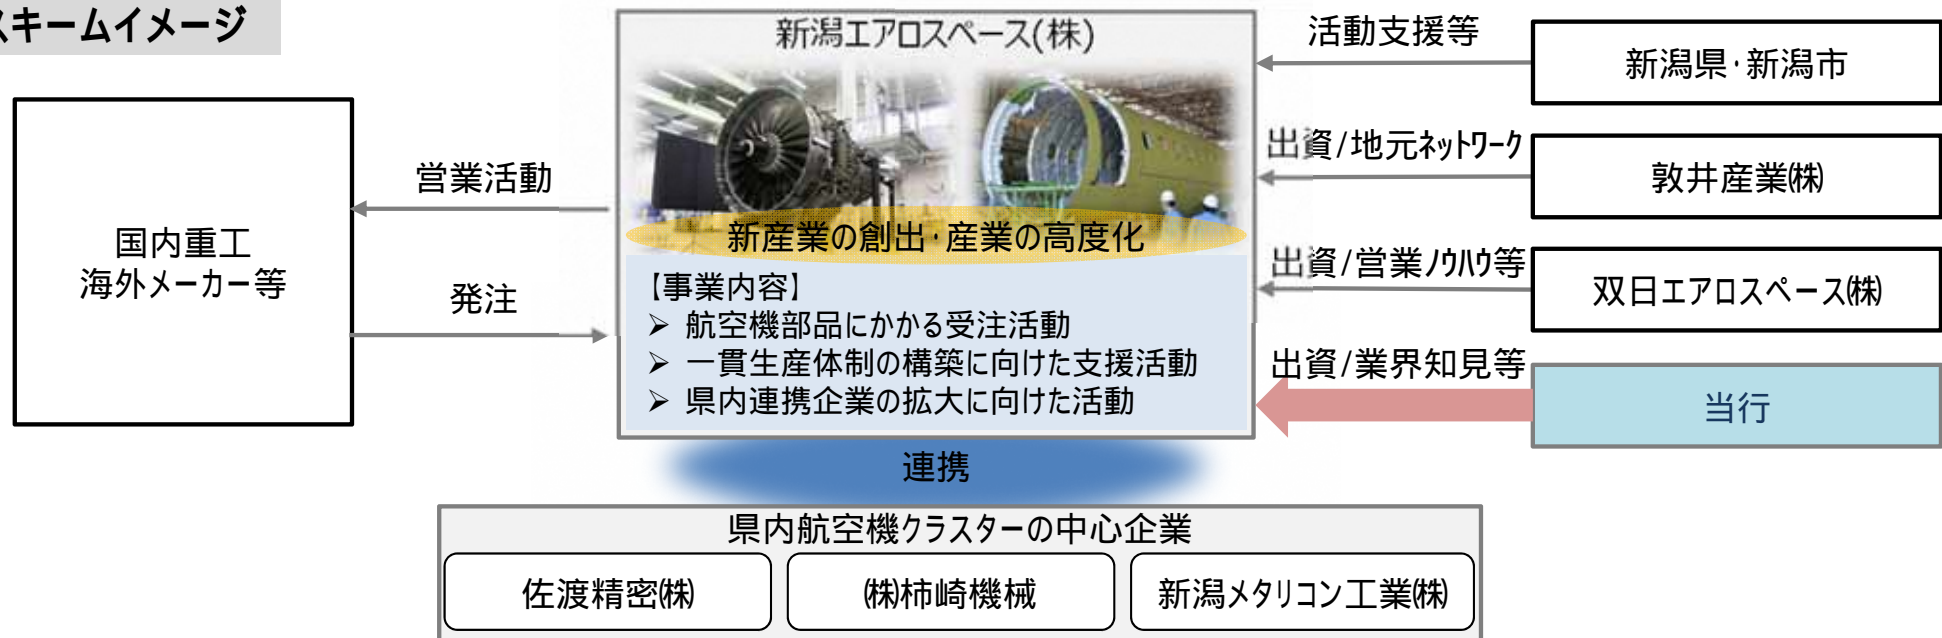 スキームイメージ
新潟エアロスペース(株)
活動支援等
新潟県・新潟市
出資/地元ネットワーク
敦井産業㈱
営業活動
国内重工
海外メーカー等
発注
新産業の創出・産業の高度化
出資/営業ノウハウ等
双日エアロスペース㈱
【事業内容】
➢ 航空機部品にかかる受注活動
➢ 一貫生産体制の構築に向けた支援活動
➢ 県内連携企業の拡大に向けた活動
出資/業界知見等
当行
連携
県内航空機クラスターの中心企業
佐渡精密㈱
㈱柿崎機械
新潟メタリコン工業㈱